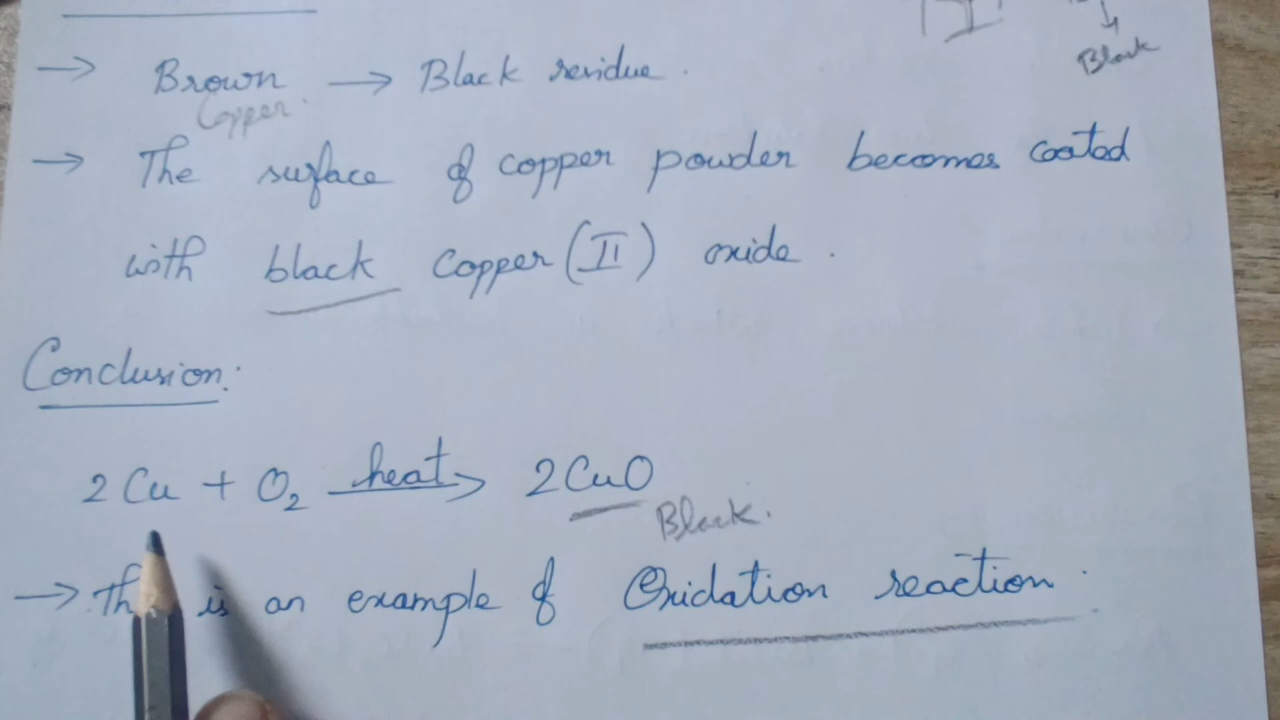 Black
→ Brown → Black residue.
Copper.
→ The surface of copper powder becomes coated
with black Copper (II) oxide.
Conclusion:
2Cu + O₂ heat→ 2CuO
Black.
→ Th is an example of Oxidation reaction.